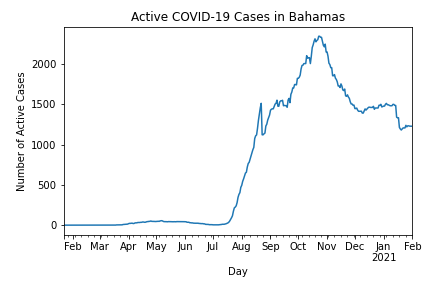 Active COVID-19 Cases in Bahamas
Number of Active Cases
2000
1500
1000
500
0
Feb Mar Apr May Jun Jul Aug Sep Oct Nov Dec Jan Feb
2021
Day